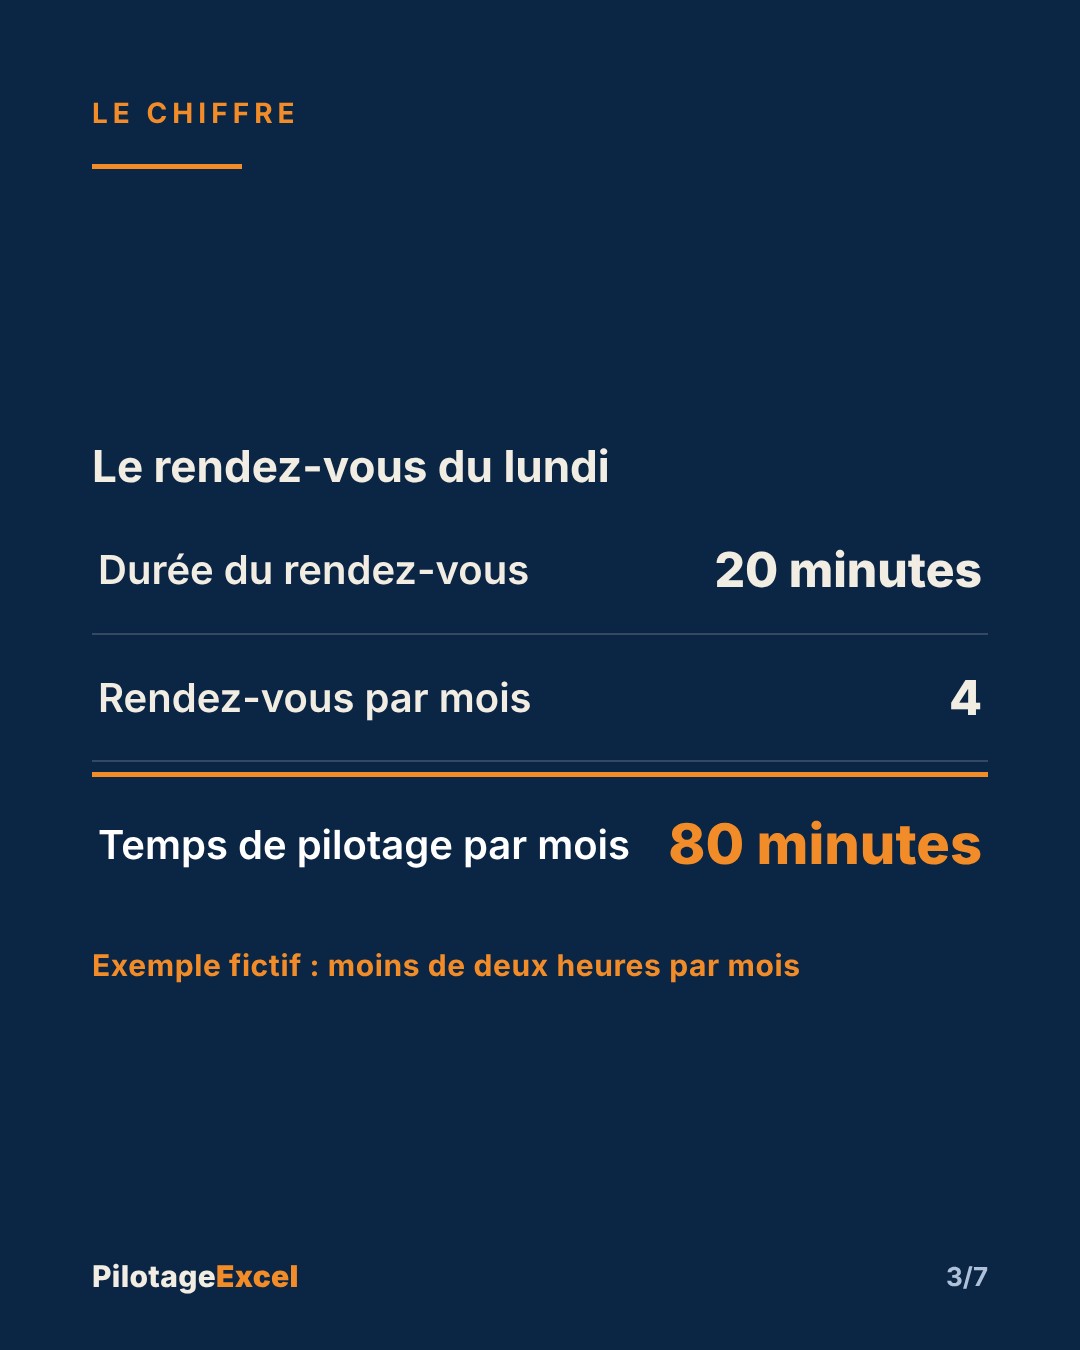 LE CHIFFRE
Le rendez-vous du lundi
Durée du rendez-vous 20 minutes
Rendez-vous par mois 4
Temps de pilotage par mois 80 minutes
Exemple fictif : moins de deux heures par mois
PilotageExcel 3/7